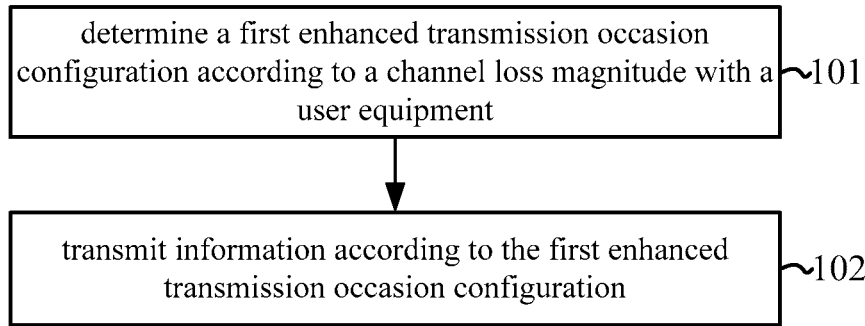 determine a first enhanced transmission occasion
configuration according to a channel loss magnitude with a
user equipment
101
transmit information according to the first enhanced
transmission occasion configuration
102